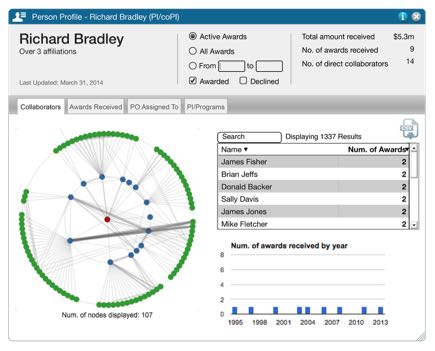 Person Profile - Richard Bradley (PI/coPI)
Richard Bradley
Over 3 affiliations
Last Updated: March 31, 2014
Active Awards
All Awards
From to
Awarded Declined
Total amount received $5.3m
No. of awards received 9
No. of direct collaborators 14
Collaborators Awards Received PO Assigned To PI/Programs
CSV
Search Displaying 1337 Results
Name ▾ Num. of Awards▾
James Fisher 2
Brian Jeffs 2
Donald Backer 2
Sally Davis 2
James Jones 2
Mike Fletcher 2
Num. of nodes displayed: 107
Num. of awards received by year
8
6
4
2
0
1995 1998 2001 2004 2007 2010 2013